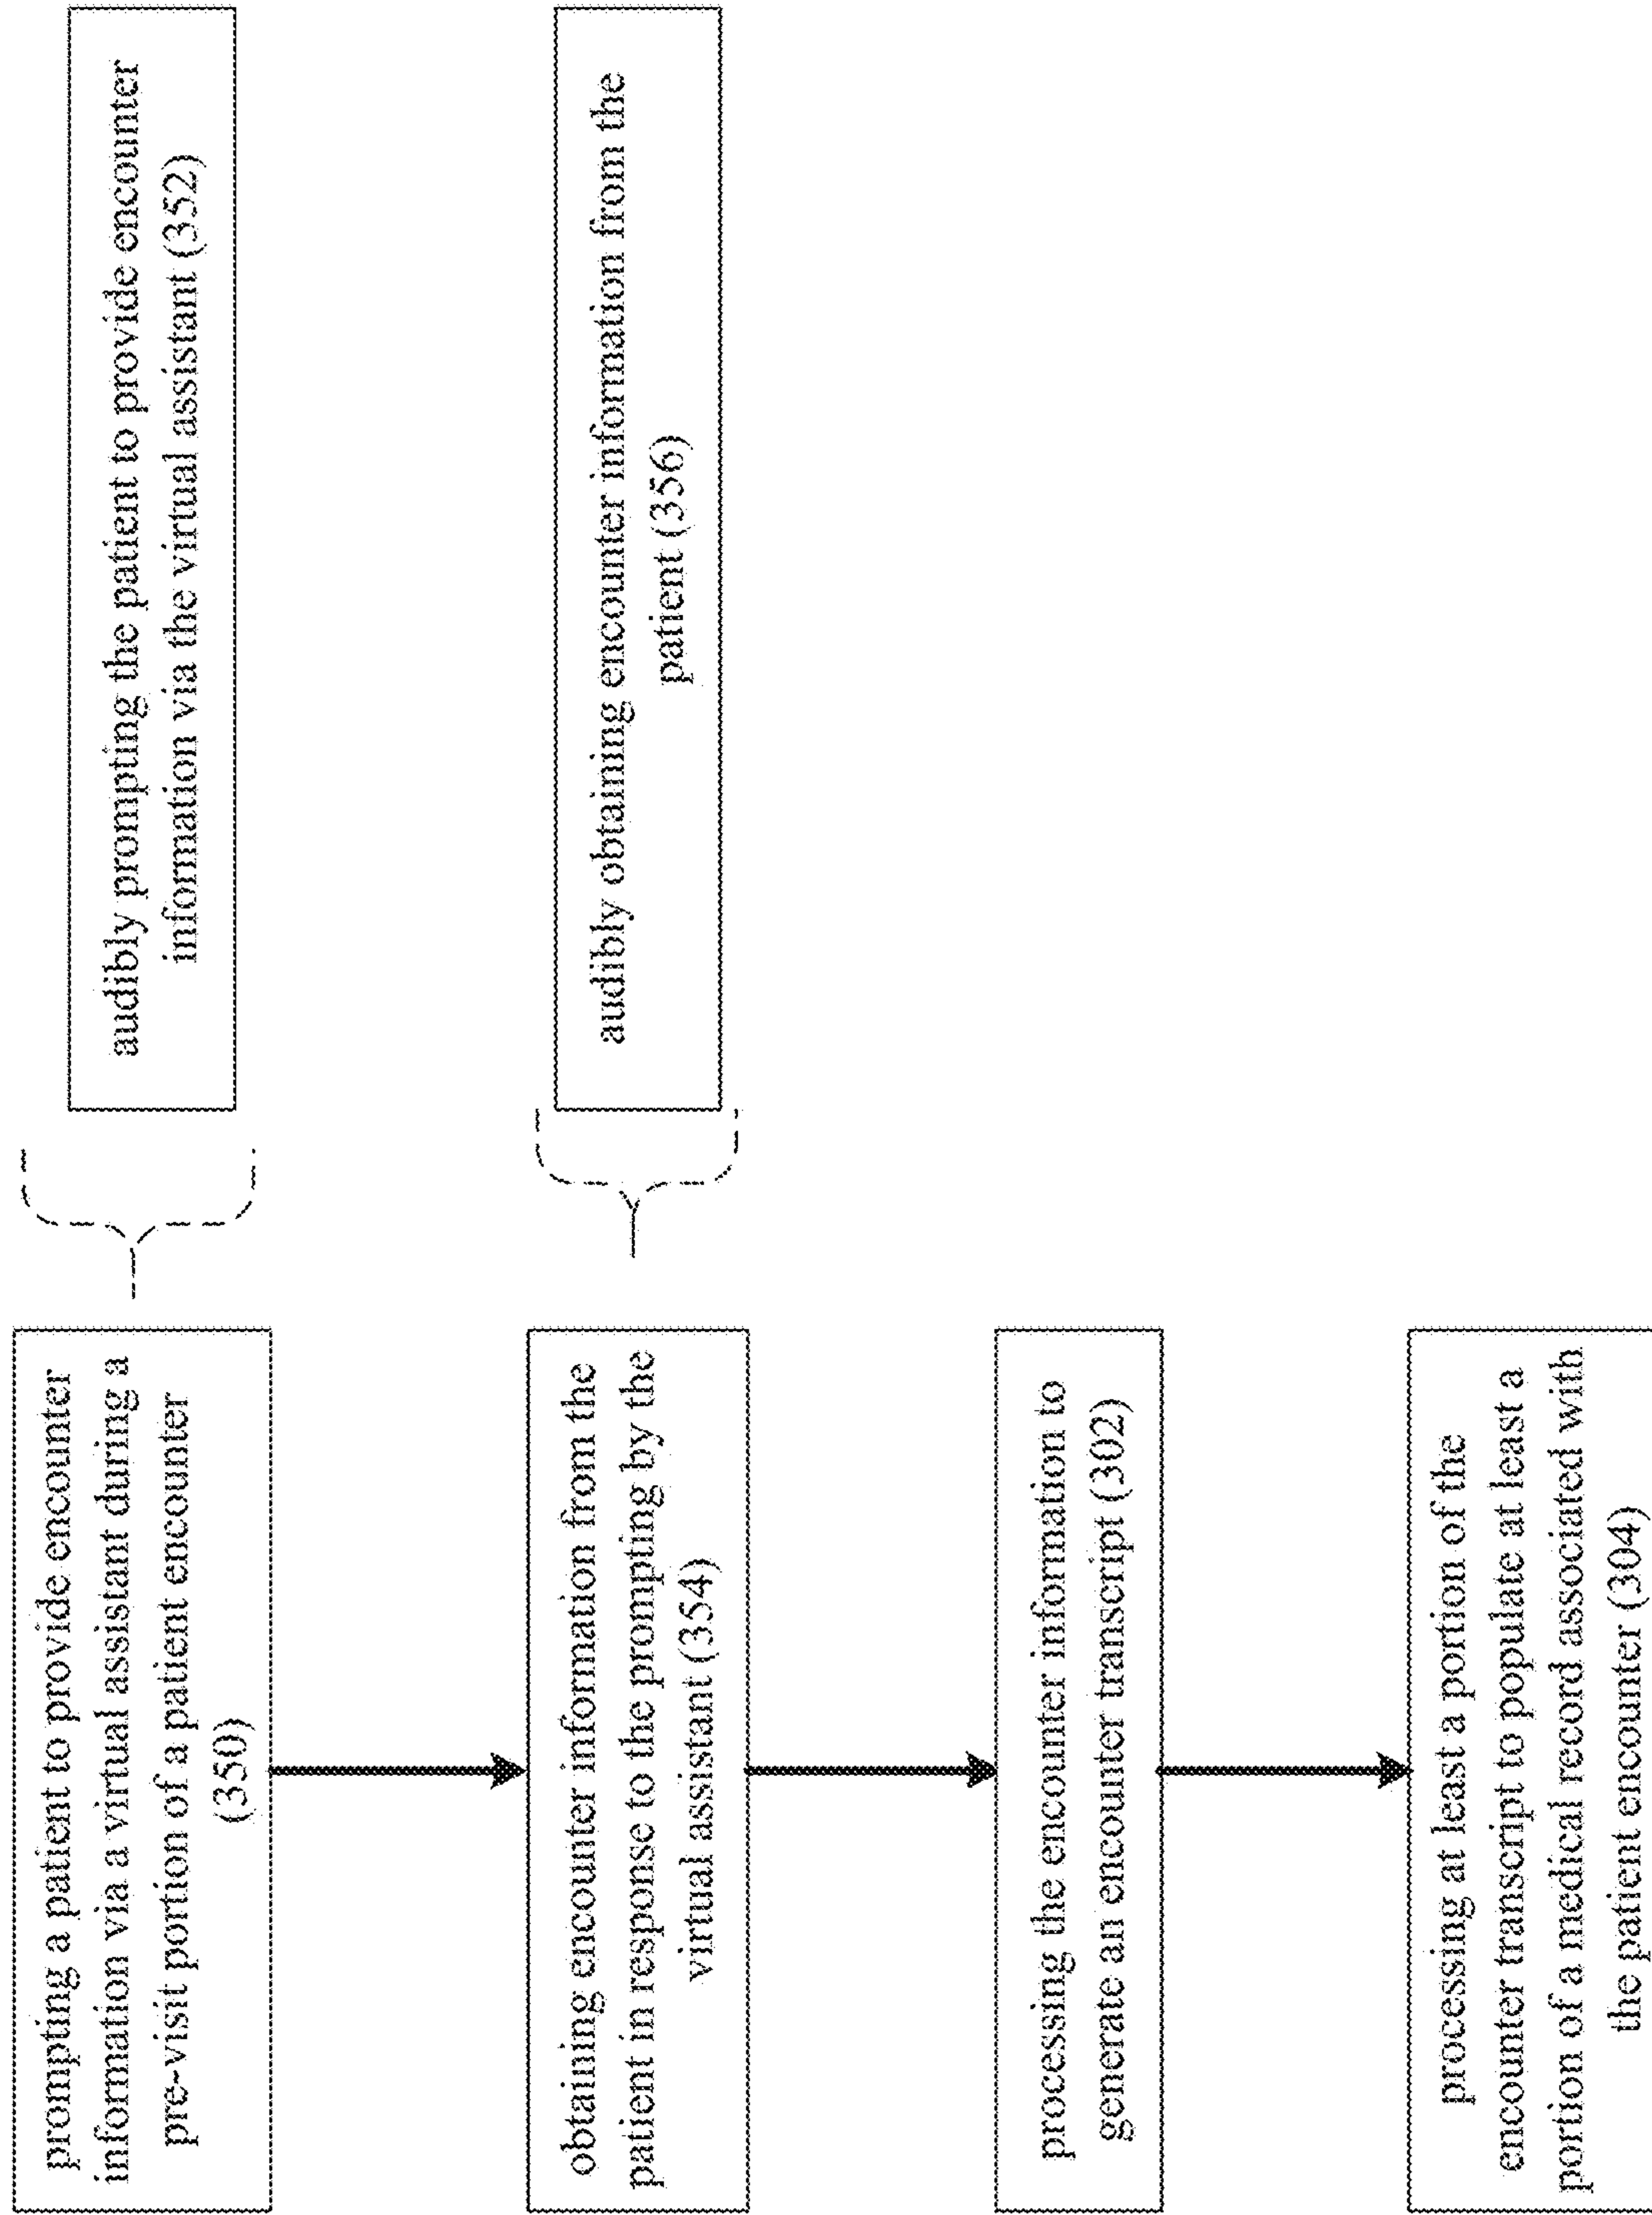 prompting a patient to provide encounter
information via a virtual assistant during a
pre-visit portion of a patient encounter
(350)
audibly prompting the patient to provide encounter
information via the virtual assistant (352)
obtaining encounter information from the
patient in response to the prompting by the
virtual assistant (354)
audibly obtaining encounter information from the
patient (356)
processing the encounter information to
generate an encounter transcript (302)
processing at least a portion of the
encounter transcript to populate at least a
portion of a medical record associated with
the patient encounter (304)